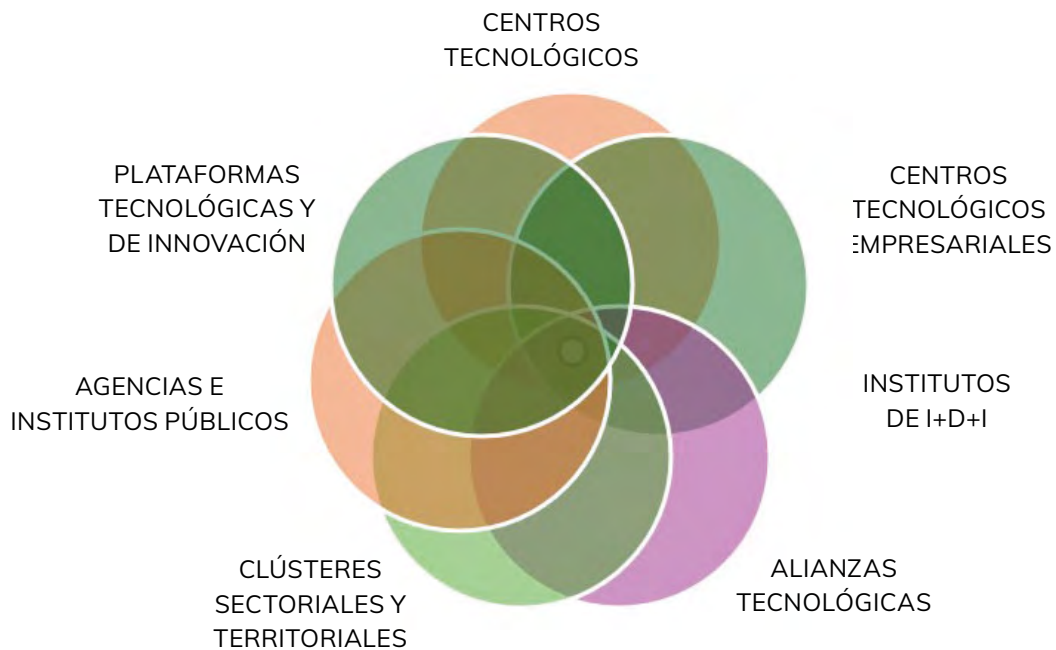 CENTROS
TECNOLÓGICOS
PLATAFORMAS
TECNOLÓGICAS Y
DE INNOVACIÓN
CENTROS
TECNOLÓGICOS
EMPRESARIALES
AGENCIAS E
INSTITUTOS PÚBLICOS
INSTITUTOS
DE I+D+I
CLÚSTERES
SECTORIALES Y
TERRITORIALES
ALIANZAS
TECNOLÓGICAS